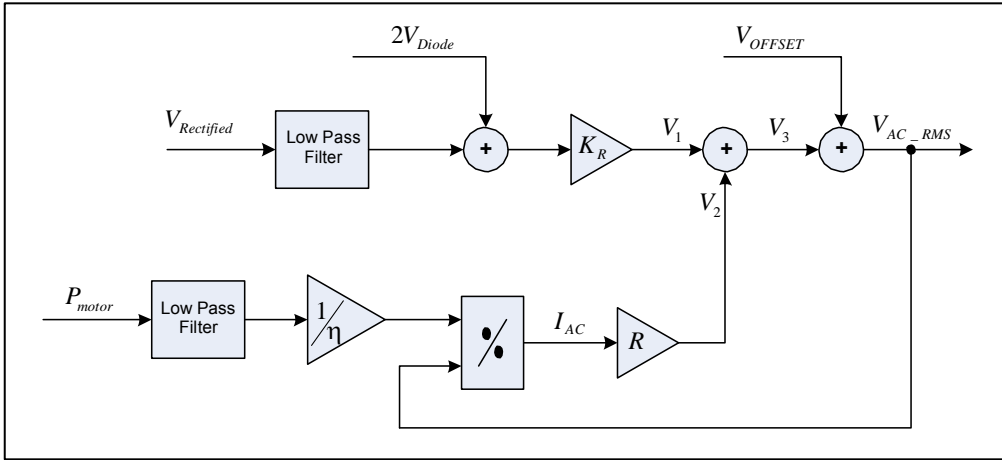 2V_Diode
V_OFFSET
V_Rectified
Low Pass
Filter
+
K_R
V_1
+
V_3
+
V_AC_RMS
V_2
P_motor
Low Pass
Filter
1/η
I_AC
R